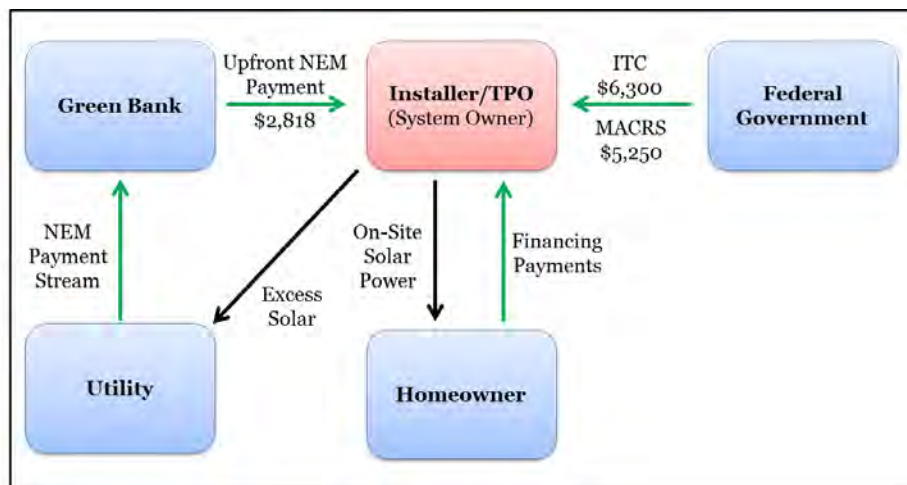 Green Bank
Upfront NEM
Payment
$2,818
Installer/TPO
(System Owner)
ITC
$6,300
MACRS
$5,250
Federal
Government
NEM
Payment
Stream
Excess
Solar
On-Site
Solar
Power
Financing
Payments
Utility
Homeowner